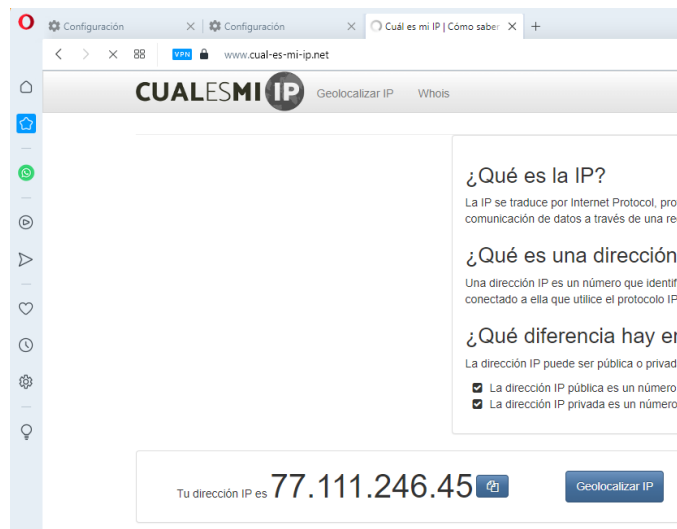 Configuración
Configuración
Cuál es mi IP | Cómo saber
VPN
www.cual-es-mi-ip.net
CUALESMI IP
Geolocalizar IP
Whois
¿Qué es la IP?
La IP se traduce por Internet Protocol, pro
comunicación de datos a través de una re
¿Qué es una dirección
Una dirección IP es un número que identif
conectado a ella que utilice el protocolo IP
¿Qué diferencia hay en
La dirección IP puede ser pública o privad
La dirección IP pública es un número
La dirección IP privada es un número
Tu dirección IP es 77.111.246.45
Geolocalizar IP